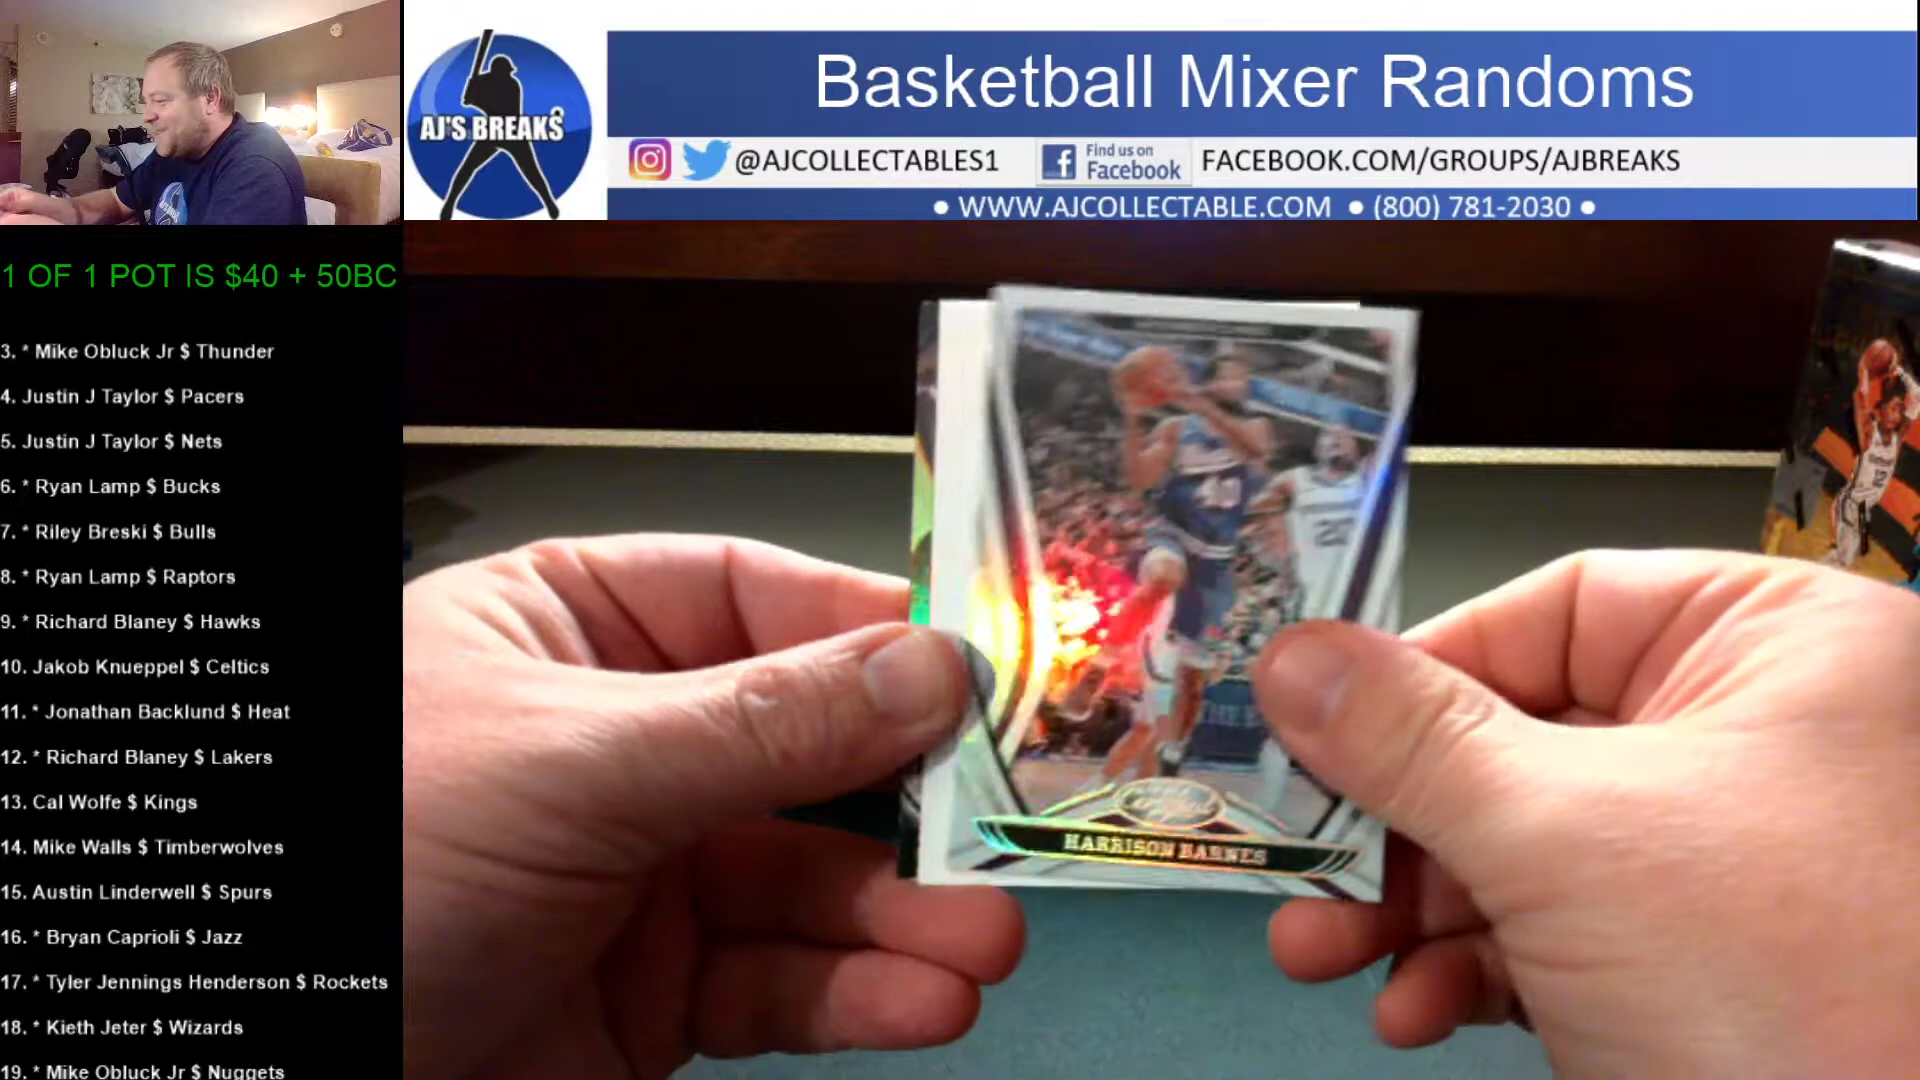 AJ'S BREAKS
Basketball Mixer Randoms
@AJCOLLECTABLES1
Find us on
Facebook
FACEBOOK.COM/GROUPS/AJBREAKS
• WWW.AJCOLLECTABLE.COM • (800) 781-2030 •
1 OF 1 POT IS $40 + 50BC
3. * Mike Obluck Jr $ Thunder
4. Justin J Taylor $ Pacers
5. Justin J Taylor $ Nets
6. * Ryan Lamp $ Bucks
7. * Riley Breski $ Bulls
8. * Ryan Lamp $ Raptors
9. * Richard Blaney $ Hawks
10. Jakob Knueppel $ Celtics
11. * Jonathan Backlund $ Heat
12. * Richard Blaney $ Lakers
13. Cal Wolfe $ Kings
14. Mike Walls $ Timberwolves
15. Austin Linderwell $ Spurs
16. * Bryan Caprioli $ Jazz
17. * Tyler Jennings Henderson $ Rockets
18. * Kieth Jeter $ Wizards
19. * Mike Obluck Jr $ Nuggets
40
20
Certified
HARRISON BARNES
12